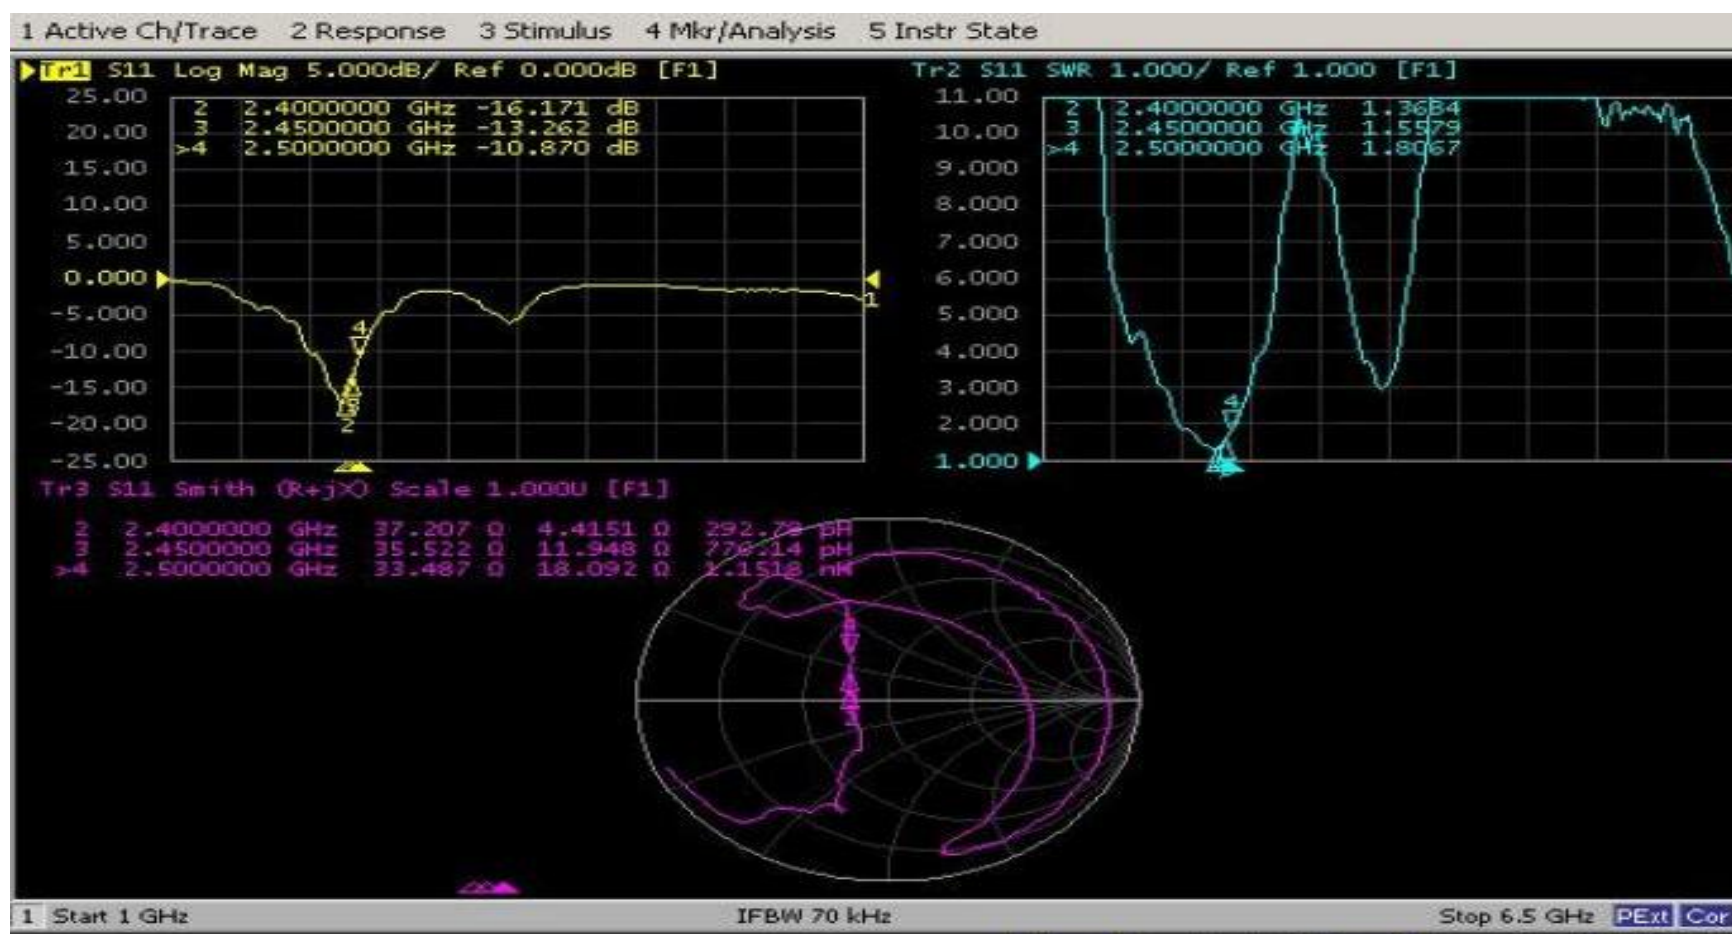 1 Active Ch/Trace 2 Response 3 Stimulus 4 Mkr/Analysis 5 Instr State
Tr1 S11 Log Mag 5.000dB/ Ref 0.000dB [F1]
25.00
20.00
15.00
10.00
5.000
0.000
-5.000
-10.00
-15.00
-20.00
-25.00
2 2.4000000 GHz -16.171 dB
3 2.4500000 GHz -13.262 dB
>4 2.5000000 GHz -10.870 dB
4
2
1
Tr2 S11 SWR 1.000/ Ref 1.000 [F1]
11.00
10.00
9.000
8.000
7.000
6.000
5.000
4.000
3.000
2.000
1.000
2 2.4000000 GHz 1.3684
3 2.4500000 GHz 1.5579
>4 2.5000000 GHz 1.8067
4
Tr3 S11 Smith (R+jX) Scale 1.000U [F1]
2 2.4000000 GHz 37.207 Ω 4.4151 Ω 292.78 pH
3 2.4500000 GHz 35.522 Ω 11.948 Ω 776.14 pH
>4 2.5000000 GHz 33.487 Ω 18.092 Ω 1.1518 nH
1 Start 1 GHz IFBW 70 kHz Stop 6.5 GHz PExt Cor